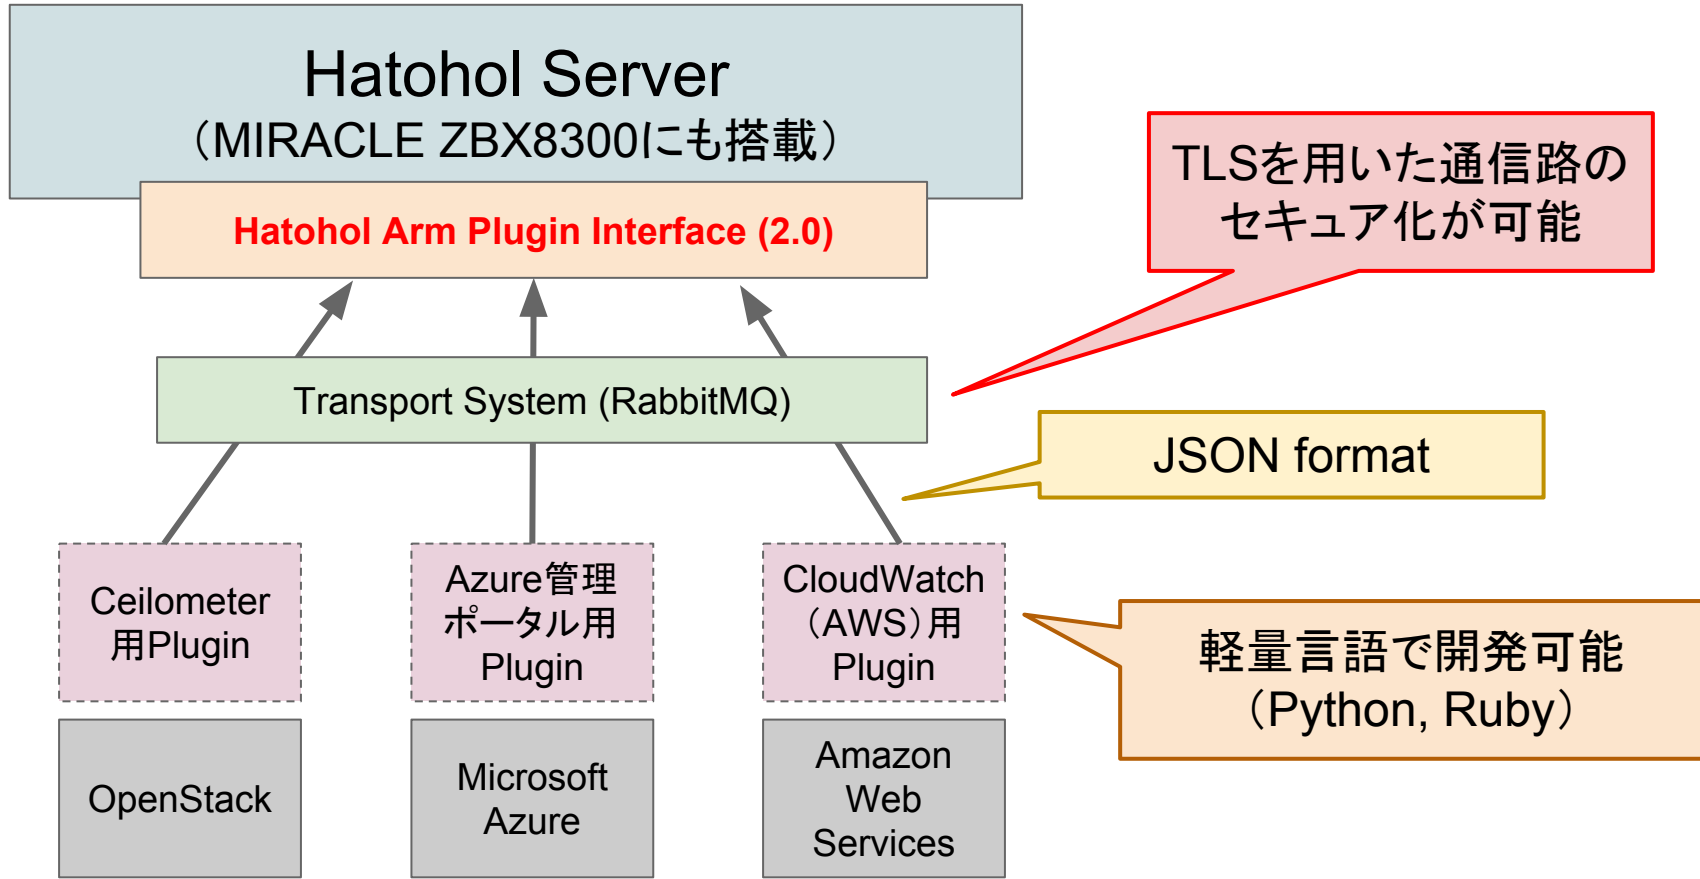 Hatohol Server
（MIRACLE ZBX8300にも搭載）
Hatohol Arm Plugin Interface (2.0)
TLSを用いた通信路の
セキュア化が可能
Transport System (RabbitMQ)
JSON format
Ceilometer
用Plugin
Azure管理
ポータル用
Plugin
CloudWatch
（AWS）用
Plugin
軽量言語で開発可能
（Python, Ruby）
OpenStack
Microsoft
Azure
Amazon
Web
Services